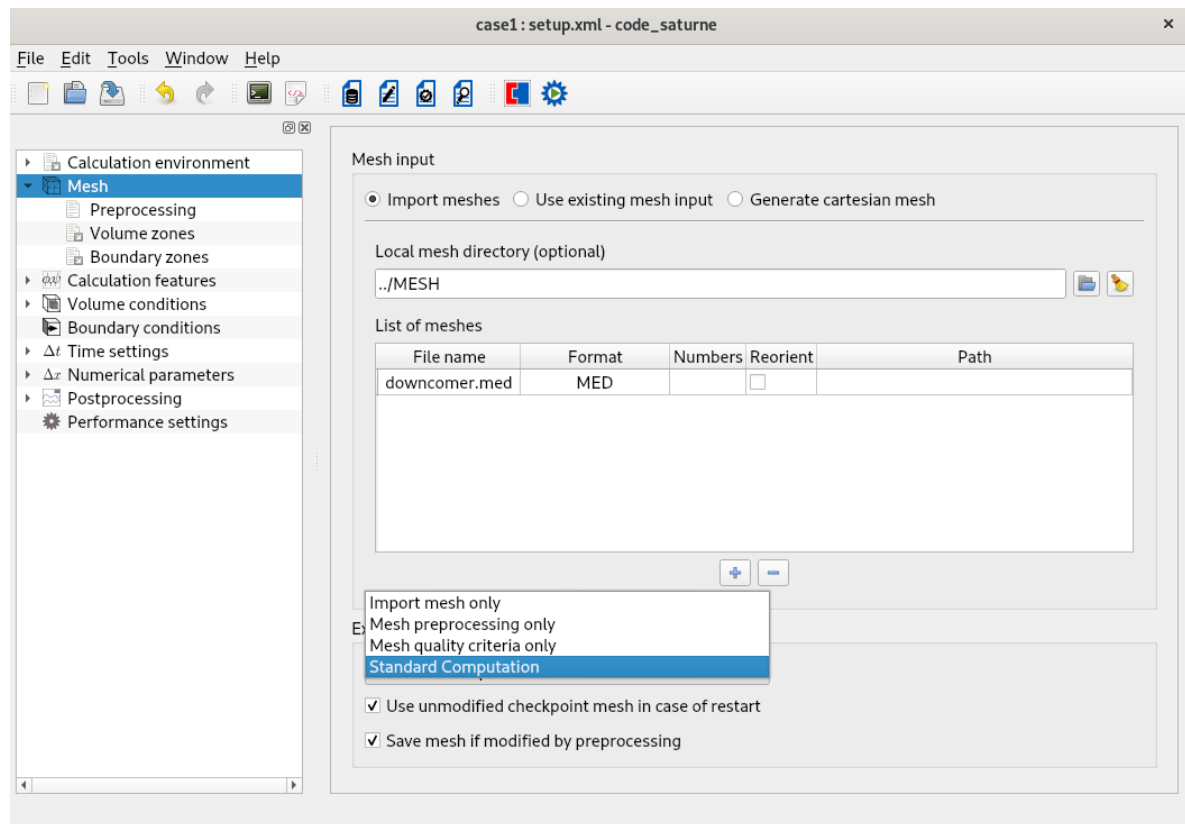 case1 : setup.xml - code_saturne
File Edit Tools Window Help
Calculation environment
Mesh
Preprocessing
Volume zones
Boundary zones
Calculation features
Volume conditions
Boundary conditions
Δt Time settings
Δx Numerical parameters
Postprocessing
Performance settings
Mesh input
Import meshes Use existing mesh input Generate cartesian mesh
Local mesh directory (optional)
../MESH
List of meshes
File name Format Numbers Reorient Path
downcomer.med MED
Import mesh only
Mesh preprocessing only
Mesh quality criteria only
Standard Computation
Use unmodified checkpoint mesh in case of restart
Save mesh if modified by preprocessing